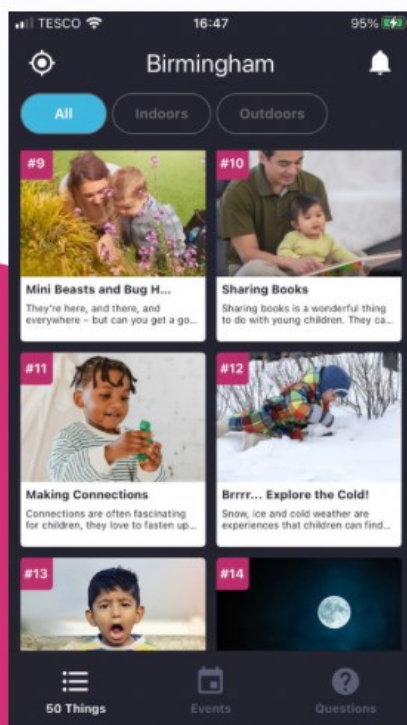 TESCO 16:47 95%
Birmingham
All Indoors Outdoors
#9
Mini Beasts and Bug H...
They're here, and there, and
everywhere – but can you get a go...
#10
Sharing Books
Sharing books is a wonderful thing
to do with young children. They ca...
#11
Making Connections
Connections are often fascinating
for children, they love to fasten up...
#12
Brrrr... Explore the Cold!
Snow, ice and cold weather are
experiences that children can find...
#13
#14
50 Things Events Questions